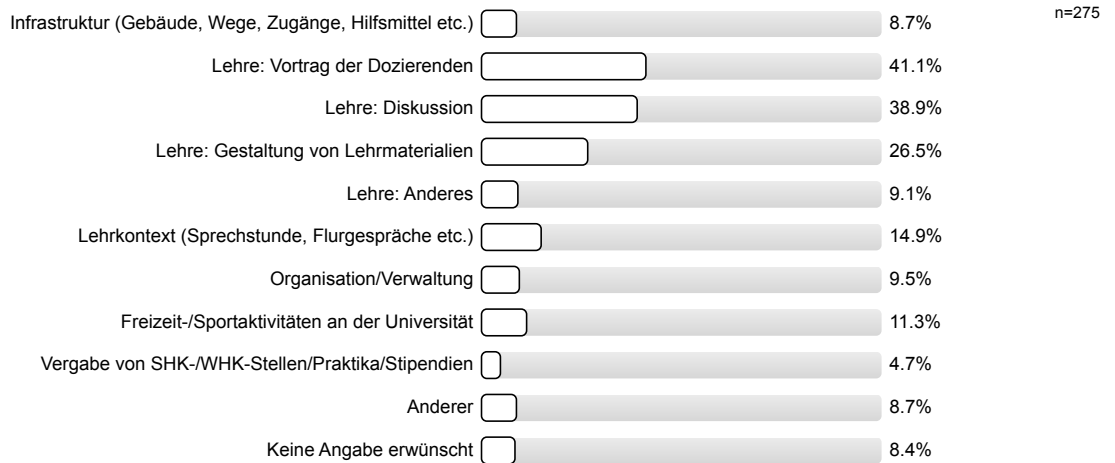 Infrastruktur (Gebäude, Wege, Zugänge, Hilfsmittel etc.) 8.7% n=275
Lehre: Vortrag der Dozierenden 41.1%
Lehre: Diskussion 38.9%
Lehre: Gestaltung von Lehrmaterialien 26.5%
Lehre: Anderes 9.1%
Lehrkontext (Sprechstunde, Flurgespräche etc.) 14.9%
Organisation/Verwaltung 9.5%
Freizeit-/Sportaktivitäten an der Universität 11.3%
Vergabe von SHK-/WHK-Stellen/Praktika/Stipendien 4.7%
Anderer 8.7%
Keine Angabe erwünscht 8.4%